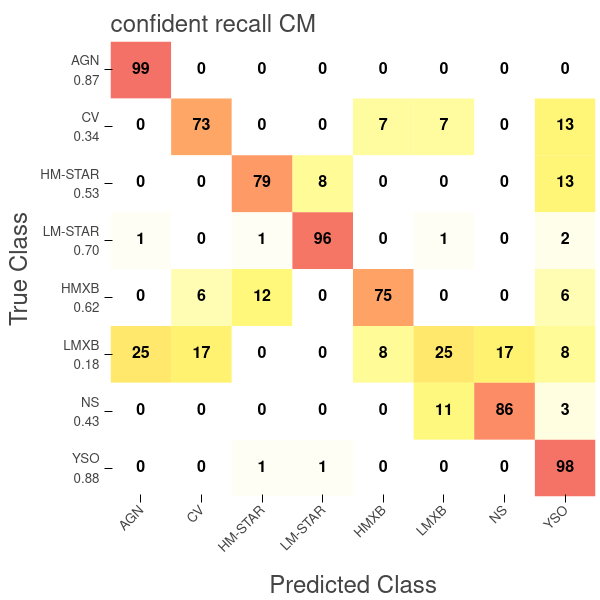 confident recall CM
True Class
AGN
0.87
99 0 0 0 0 0 0 0
CV
0.34
0 73 0 0 7 7 0 13
HM-STAR
0.53
0 0 79 8 0 0 0 13
LM-STAR
0.70
1 0 1 96 0 1 0 2
HMXB
0.62
0 6 12 0 75 0 0 6
LMXB
0.18
25 17 0 0 8 25 17 8
NS
0.43
0 0 0 0 0 11 86 3
YSO
0.88
0 0 1 1 0 0 0 98
AGN CV HM-STAR LM-STAR HMXB LMXB NS YSO
Predicted Class